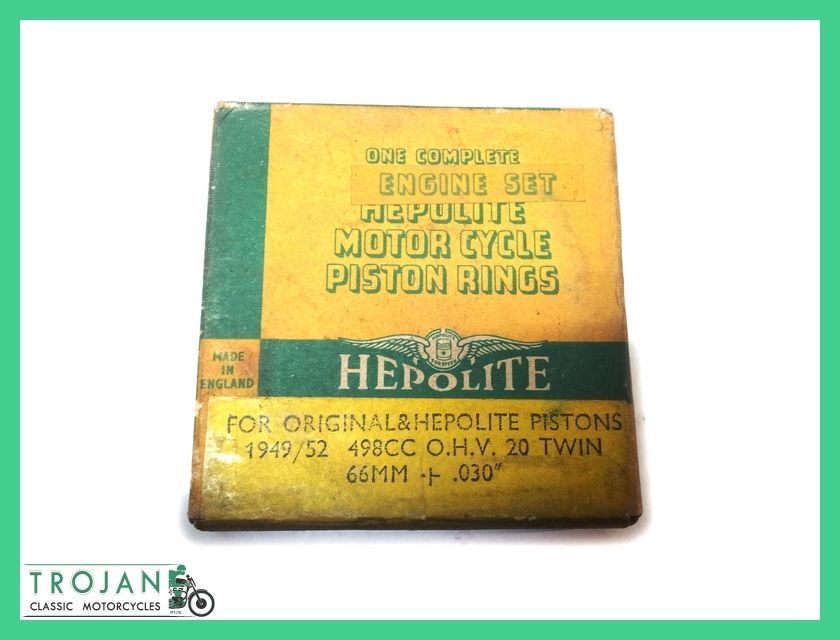 ONE COMPLETE
ENGINE SET
HEPOLITE
MOTOR CYCLE
PISTON RINGS
MADE
IN
ENGLAND
HEPOLITE
FOR ORIGINAL&HEPOLITE PISTONS
1949/52 498CC O.H.V. 20 TWIN
66MM + .030"
TROJAN
CLASSIC MOTORCYCLES